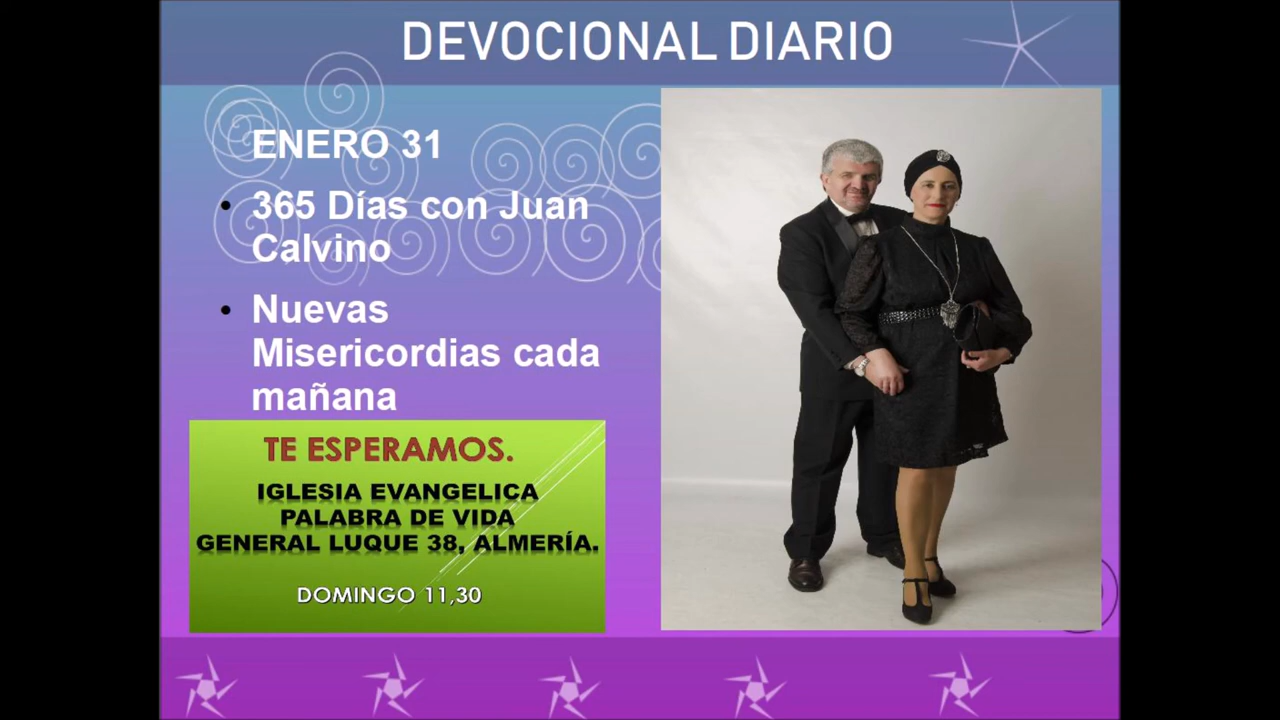 DEVOCIONAL DIARIO
ENERO 31
• 365 Días con Juan
Calvino
• Nuevas
Misericordias cada
mañana
TE ESPERAMOS.
IGLESIA EVANGELICA
PALABRA DE VIDA
GENERAL LUQUE 38, ALMERÍA.
DOMINGO 11,30